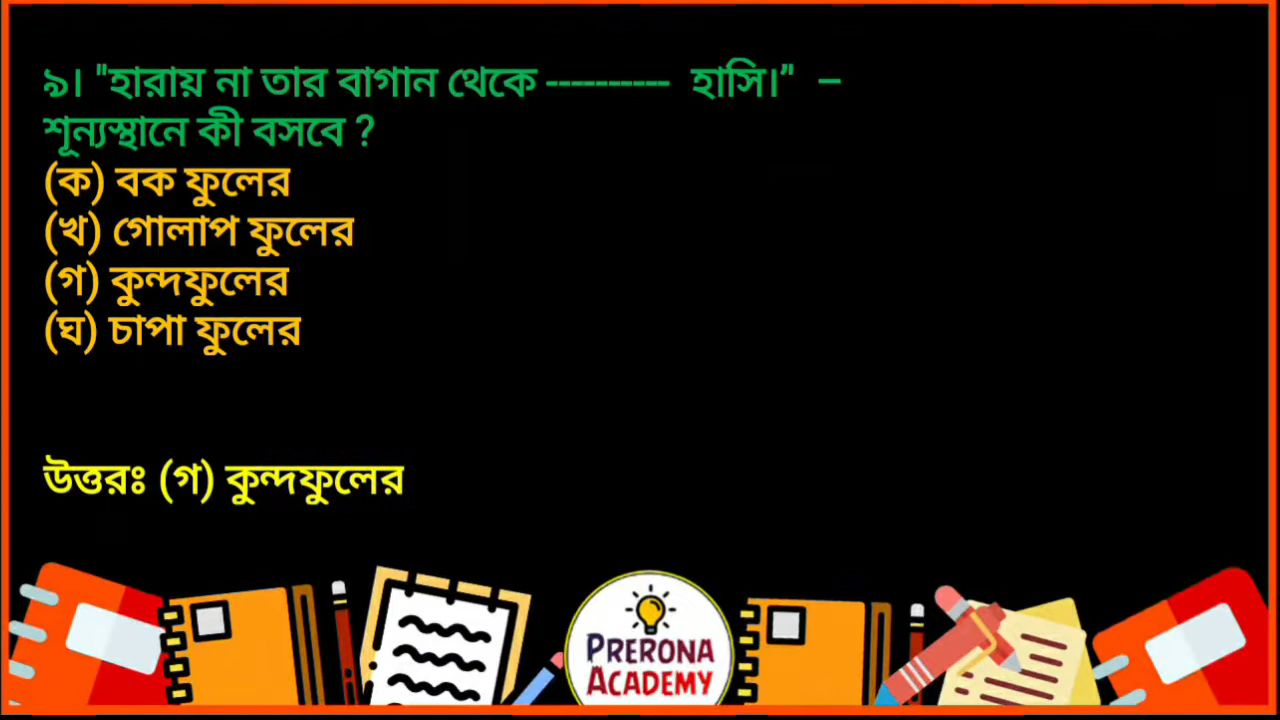 ৯। "হারায় না তার বাগান থেকে ---------- হাসি।” –
শূন্যস্থানে কী বসবে ?
(ক) বক ফুলের
(খ) গোলাপ ফুলের
(গ) কুন্দফুলের
(ঘ) চাপা ফুলের
উত্তরঃ (গ) কুন্দফুলের
PRERONA
ACADEMY